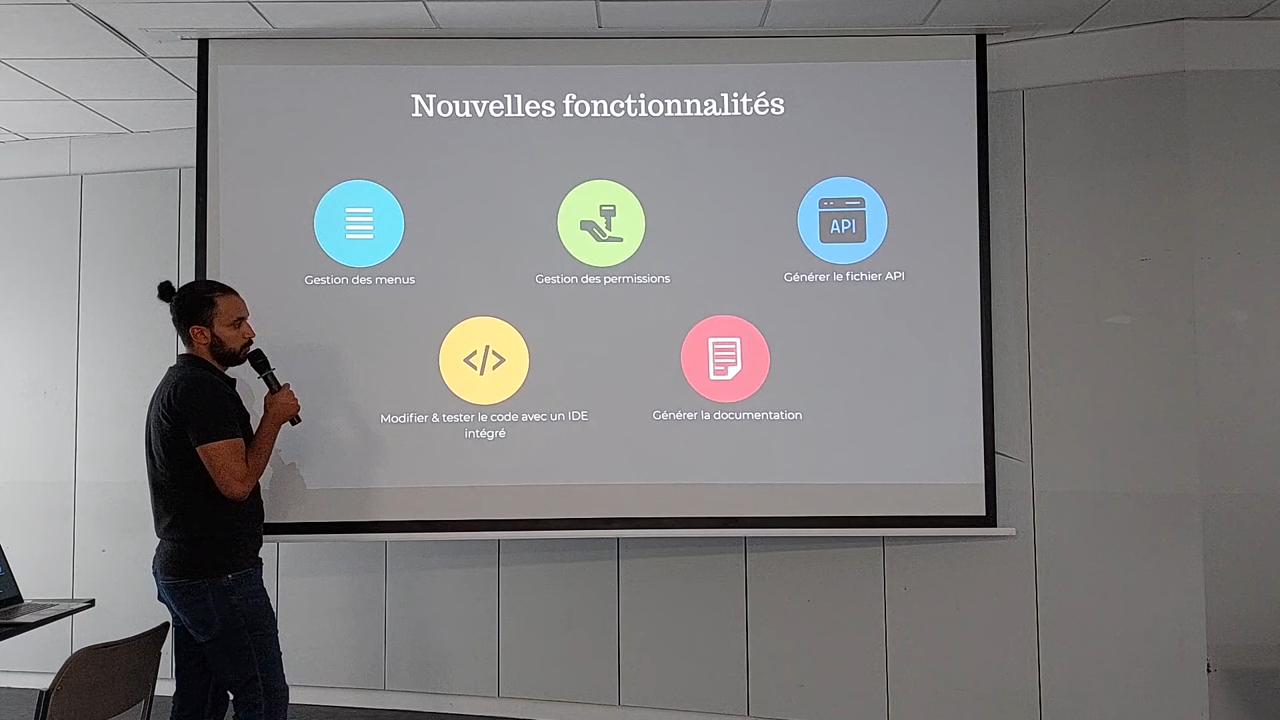 Nouvelles fonctionnalités
API
Gestion des menus
Gestion des permissions
Générer le fichier API
</>
Modifier & tester le code avec un IDE
intégré
Générer la documentation